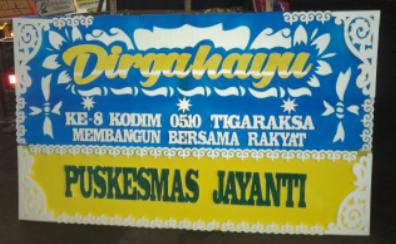 Dirgahayu
KE-8 KODIM 0510 TIGARAKSA
MEMBANGUN BERSAMA RAKYAT
PUSKESMAS JAYANTI